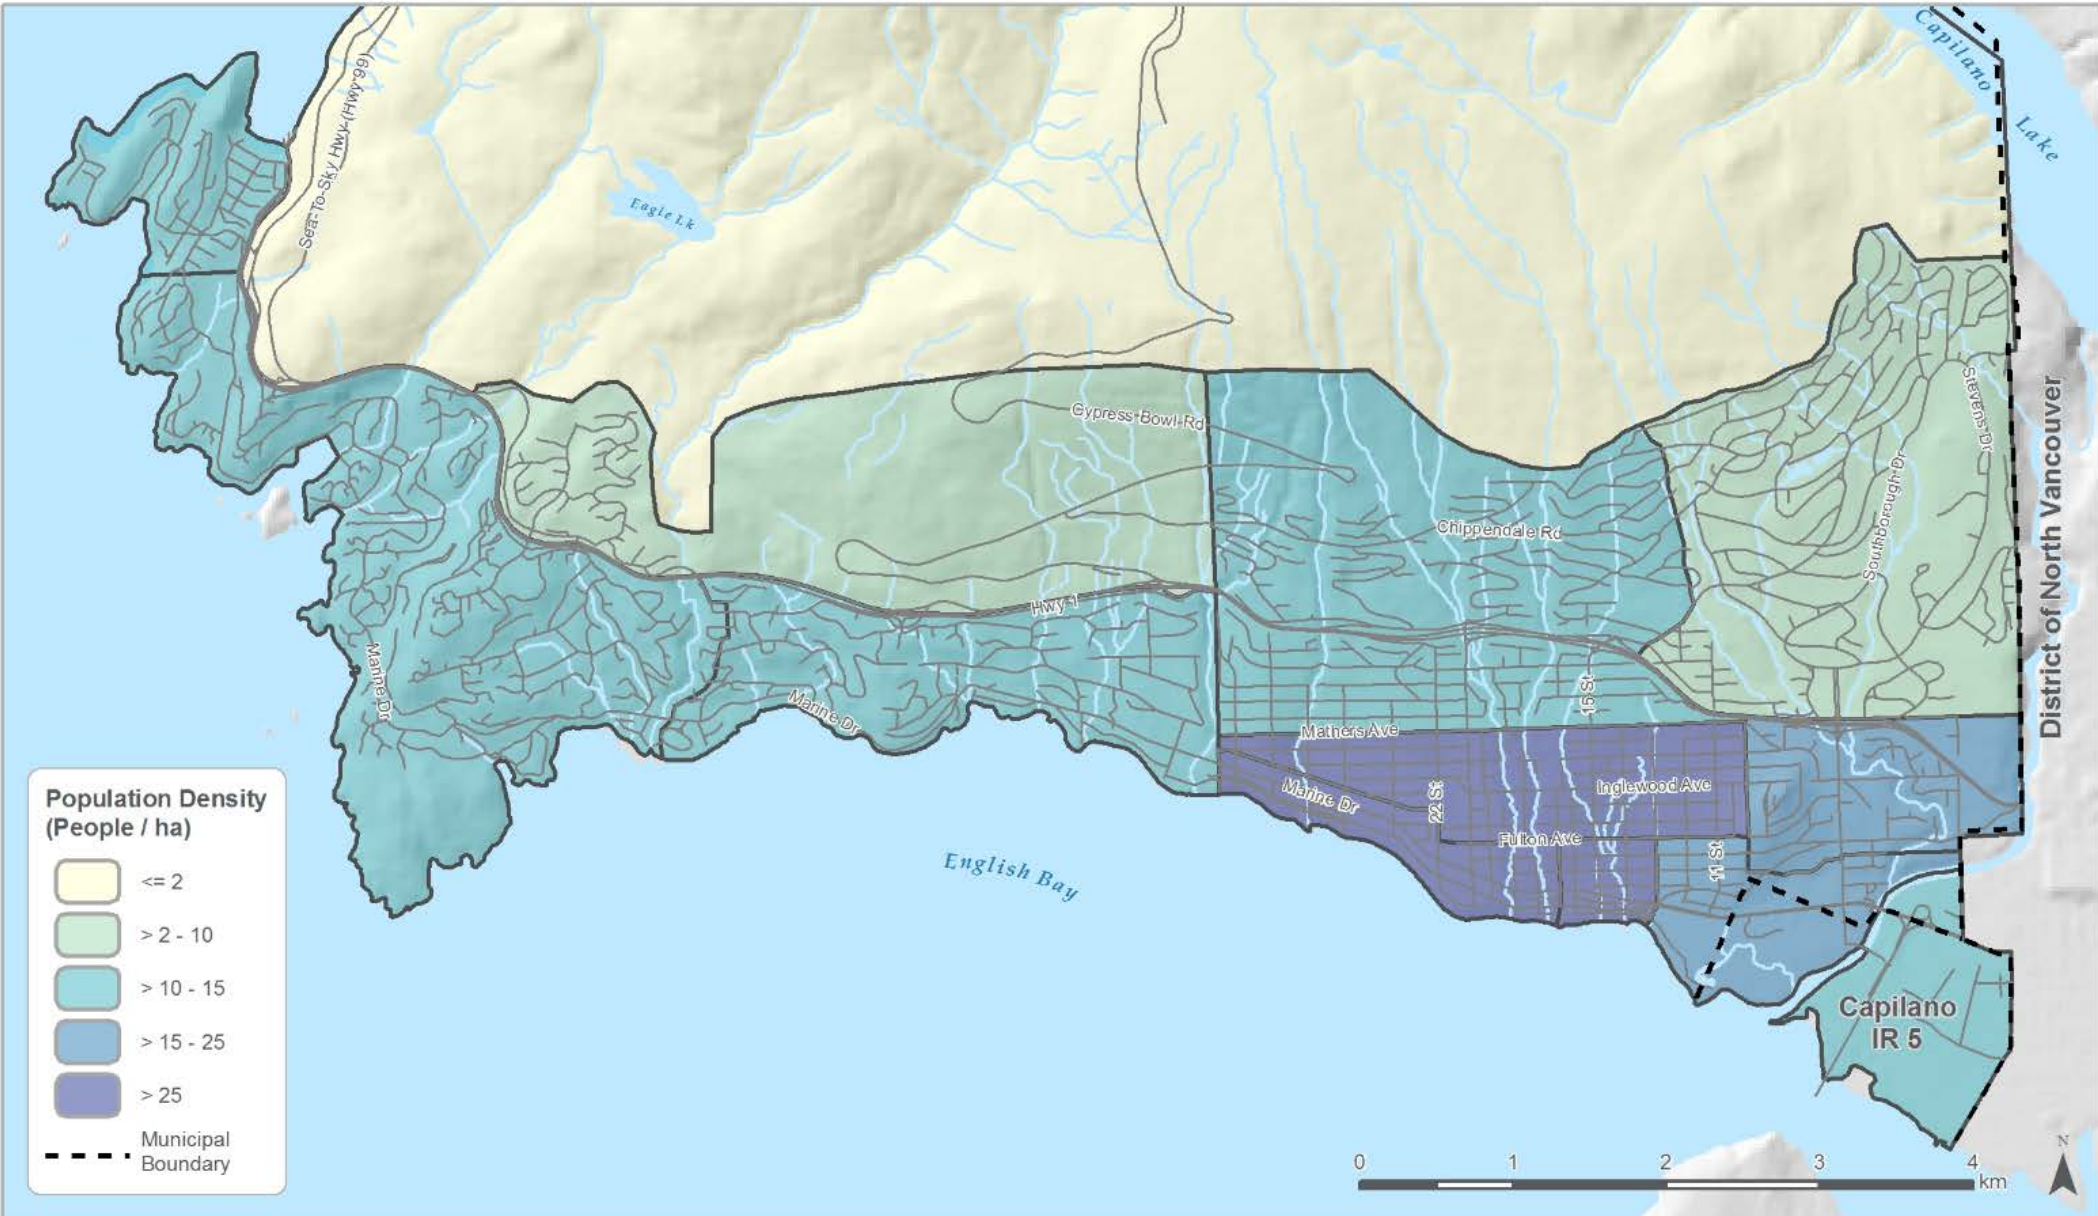 Capilano
Lake
Sea-To-Sky Hwy (Hwy 99)
Eagle Lk
Cypress Bowl Rd
Stevens Dr
District of North Vancouver
Southborough Dr
Chippendale Rd
Hwy 1
Marine Dr
Marine Dr
15 St
Mathers Ave
Marine Dr
22 St
Inglewood Ave
Fulton Ave
11 St
English Bay
Capilano
IR 5
Population Density
(People / ha)
<= 2
> 2 - 10
> 10 - 15
> 15 - 25
> 25
Municipal
Boundary
0 1 2 3 4
km
N